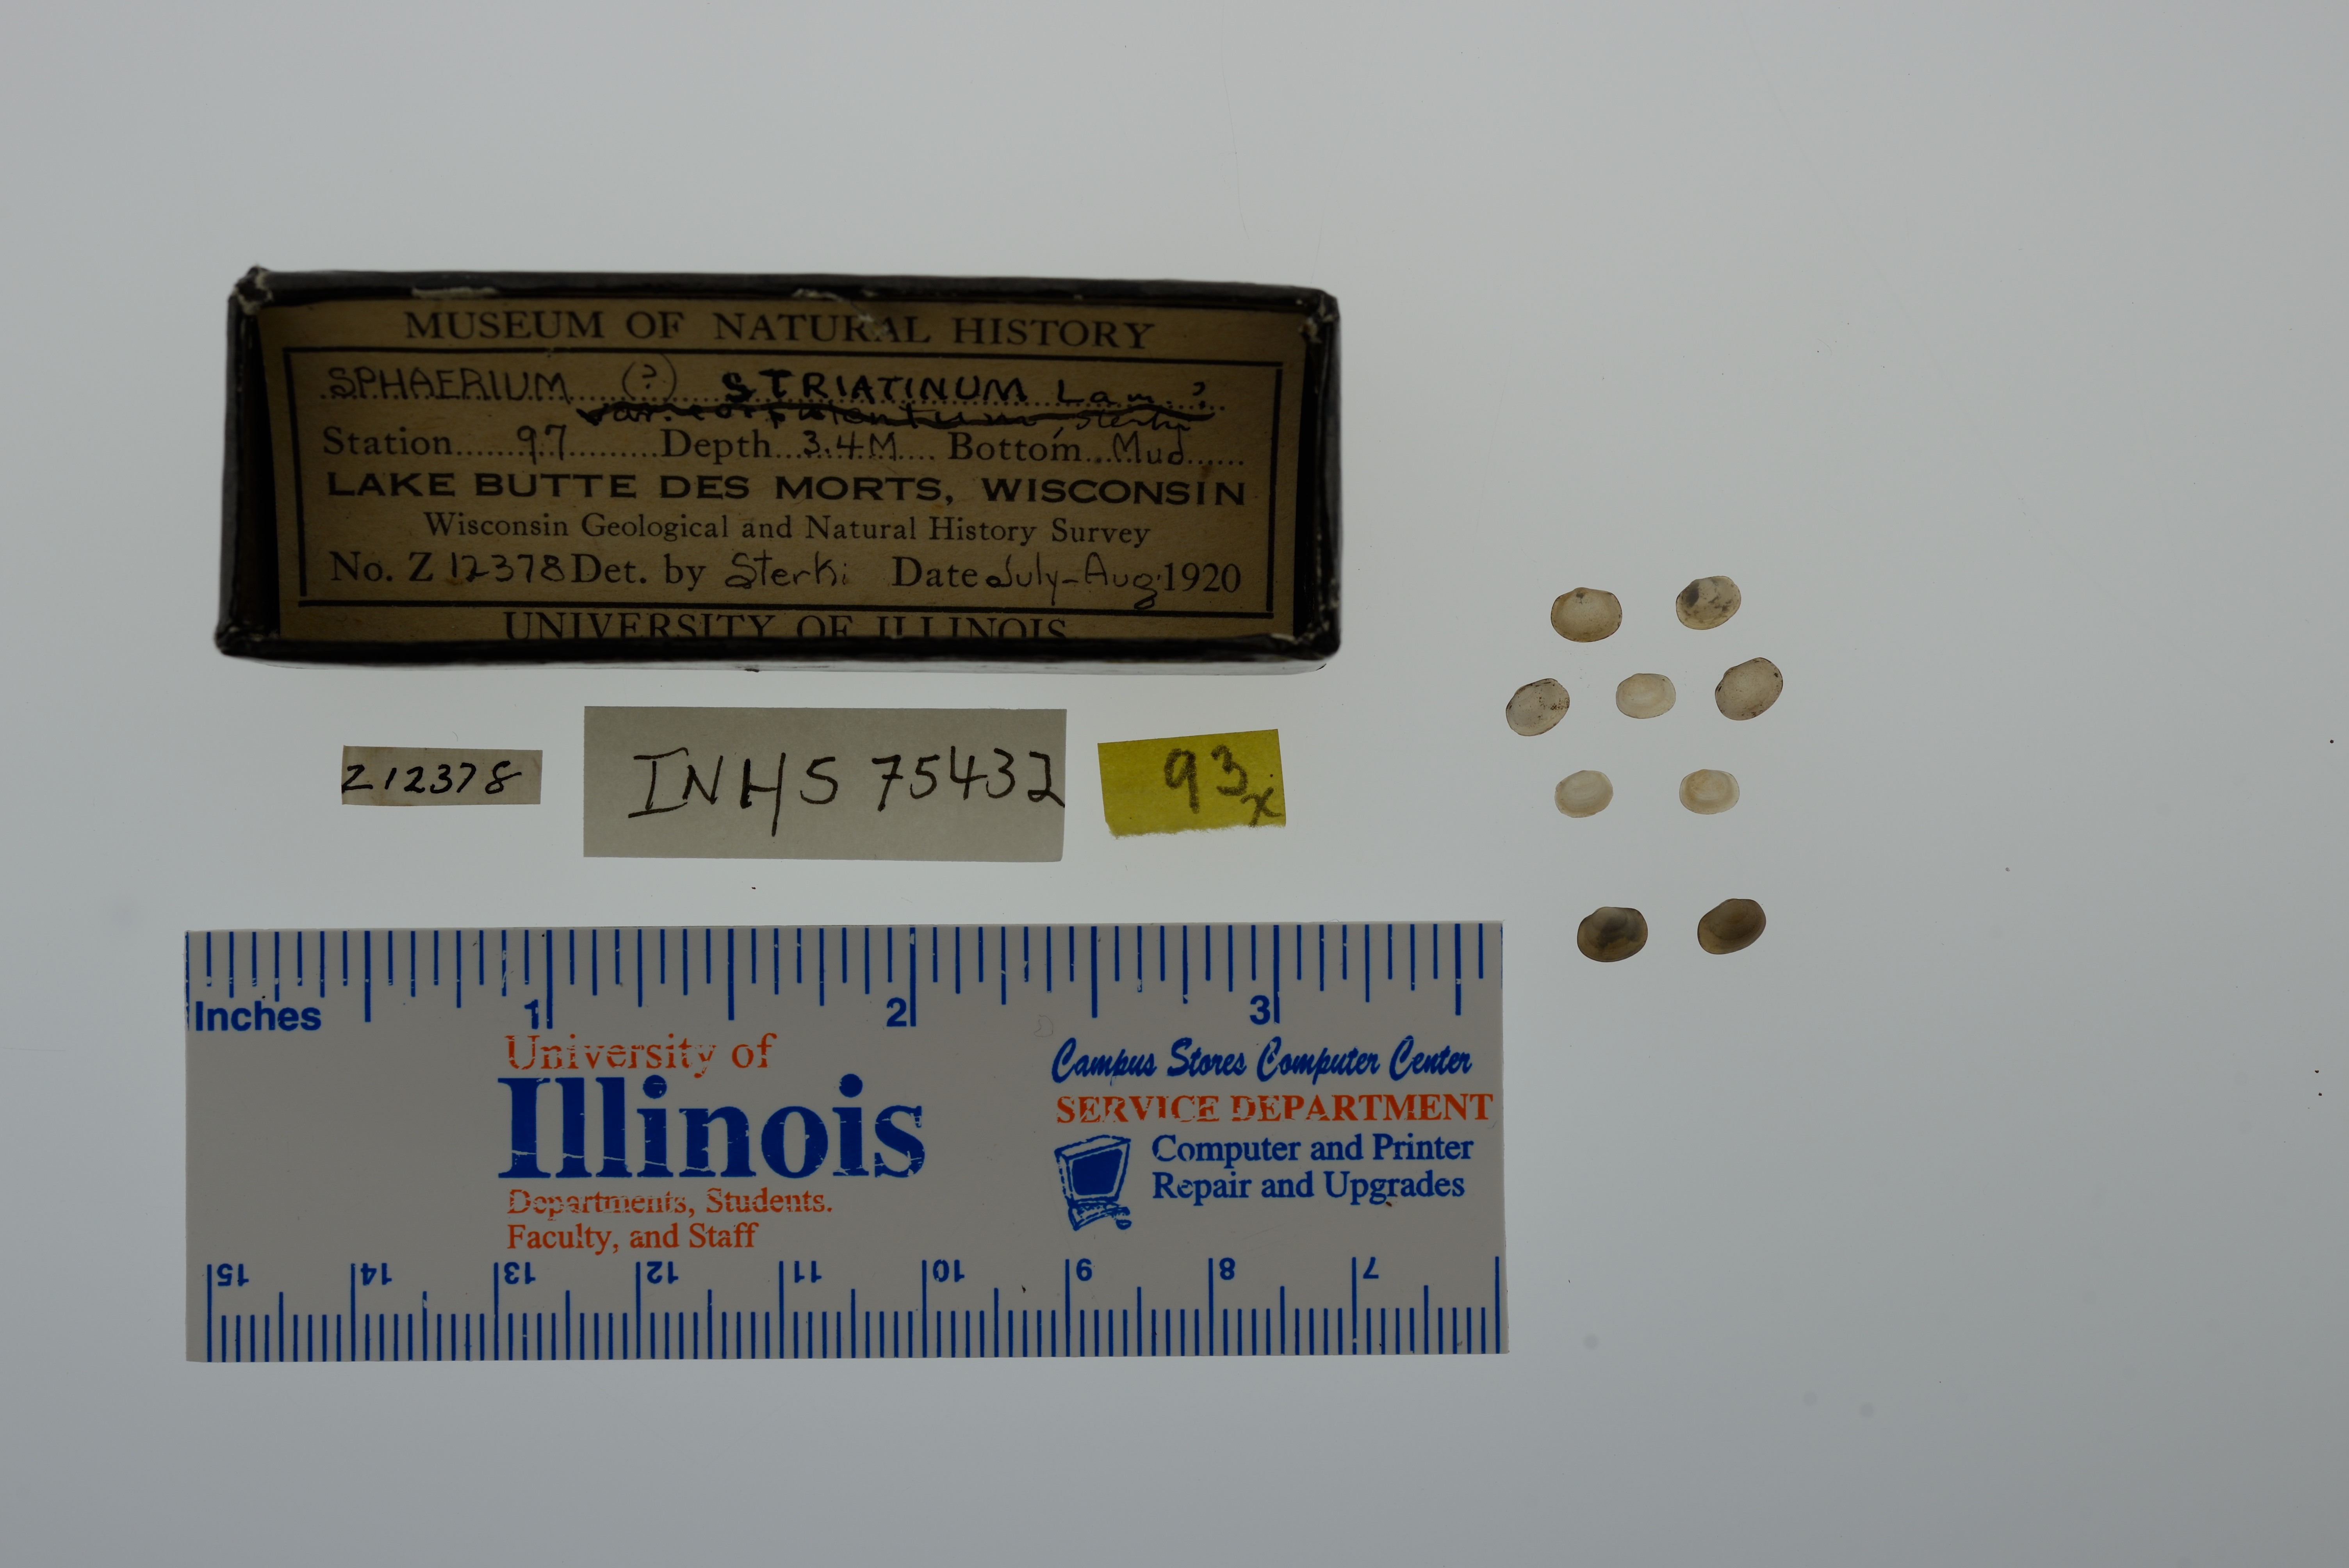 MUSEUM OF NATURAL HISTORY
SPHAERIUM (?) STRIATINUM Lam. ?
var. corpulentum, Sterki
Station 97 Depth 3.4M Bottom Mud
LAKE BUTTE DES MORTS, WISCONSIN
Wisconsin Geological and Natural History Survey
No. Z 12378 Det. by Sterki Date July-Aug. 1920
UNIVERSITY OF ILLINOIS
Z12378
INHS 75432
93x
1 2 3
Inches
University of
Illinois
Departments, Students.
Faculty, and Staff
Campus Stores Computer Center
SERVICE DEPARTMENT
Computer and Printer
Repair and Upgrades
15 14 13 12 11 10 9 8 7